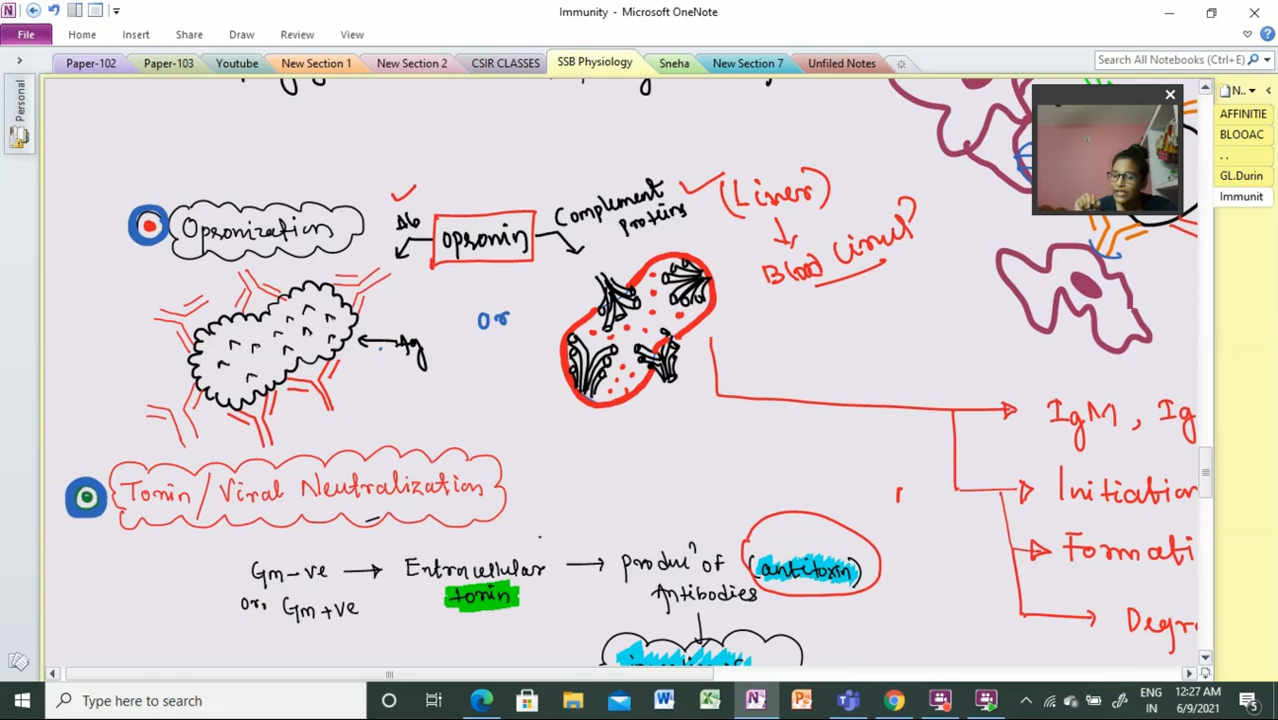 Immunity - Microsoft OneNote
File Home Insert Share Draw Review View
Paper-102 Paper-103 Youtube New Section 1 New Section 2 CSIR CLASSES SSB Physiology Sneha New Section 7 Unfiled Notes
Search All Notebooks (Ctrl+E)
Personal
N..
AFFINITIE
BLOOAC
. .
GL.Durin
Immunit
Opsonization
Ab
opsonin
Complement
Proteins
(Liver)
Blood circulⁿ
Or
Ag
IgM, Ig
Toxin/Viral Neutralization
Initiation
Gm-ve → Extracellular → producⁿ of (antitoxin)
or, Gm+ve
toxin
Antibodies
Formati
Degr
Type here to search
ENG
IN
12:27 AM
6/9/2021
5